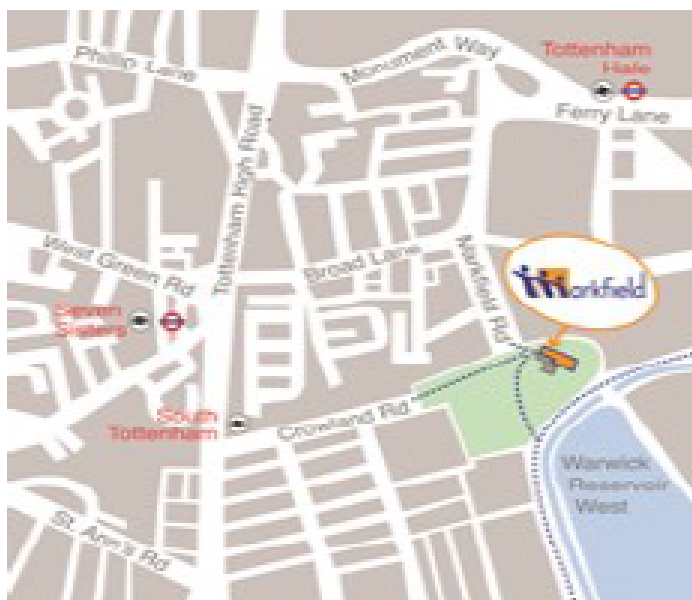 Phillip Lane
Monument Way
Tottenham
Hale
Ferry Lane
Tottenham High Road
West Green Rd
Broad Lane
Markfield Rd
markfield
Seven
Sisters
South
Tottenham
Crowland Rd
Warwick
Reservoir
West
St. Ann's Rd